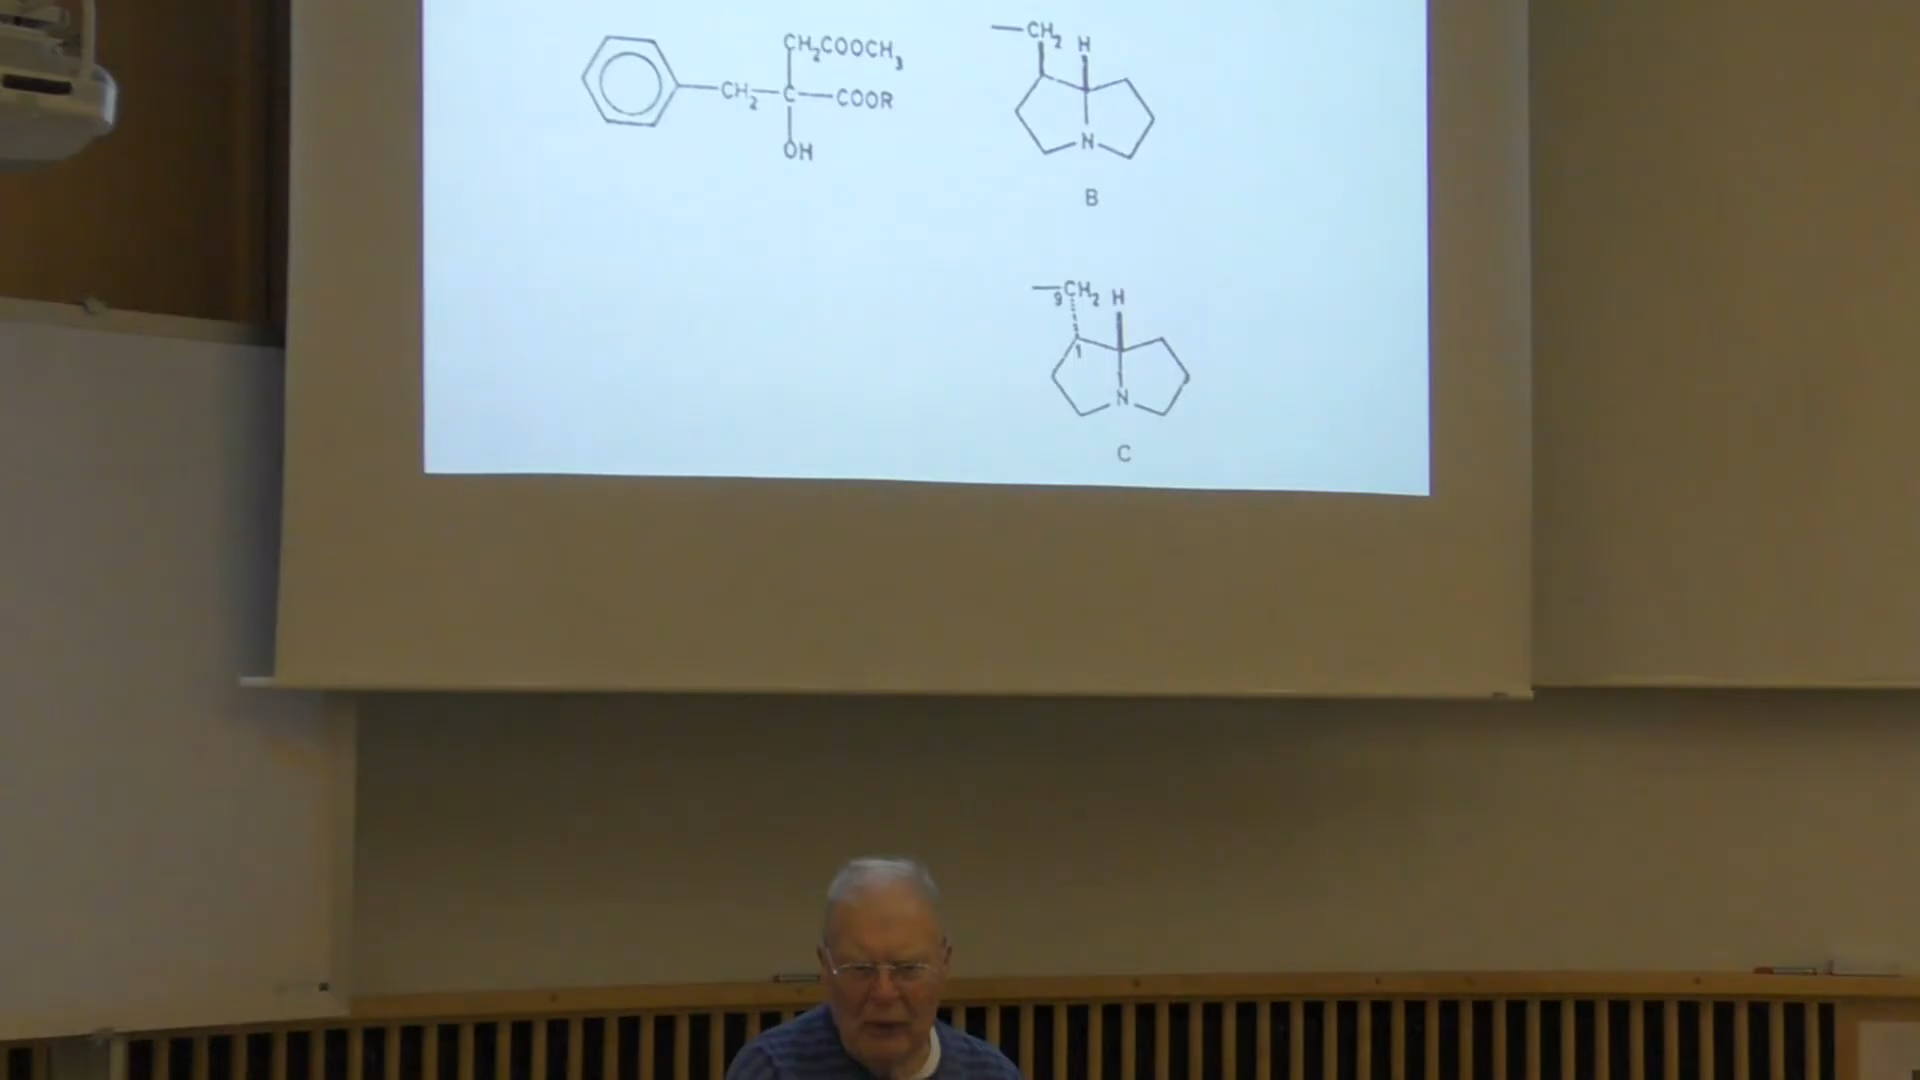 CH2COOCH3
CH2—C—COOR
OH
—CH2 H
N
B
—CH2 H
9
1
N
C